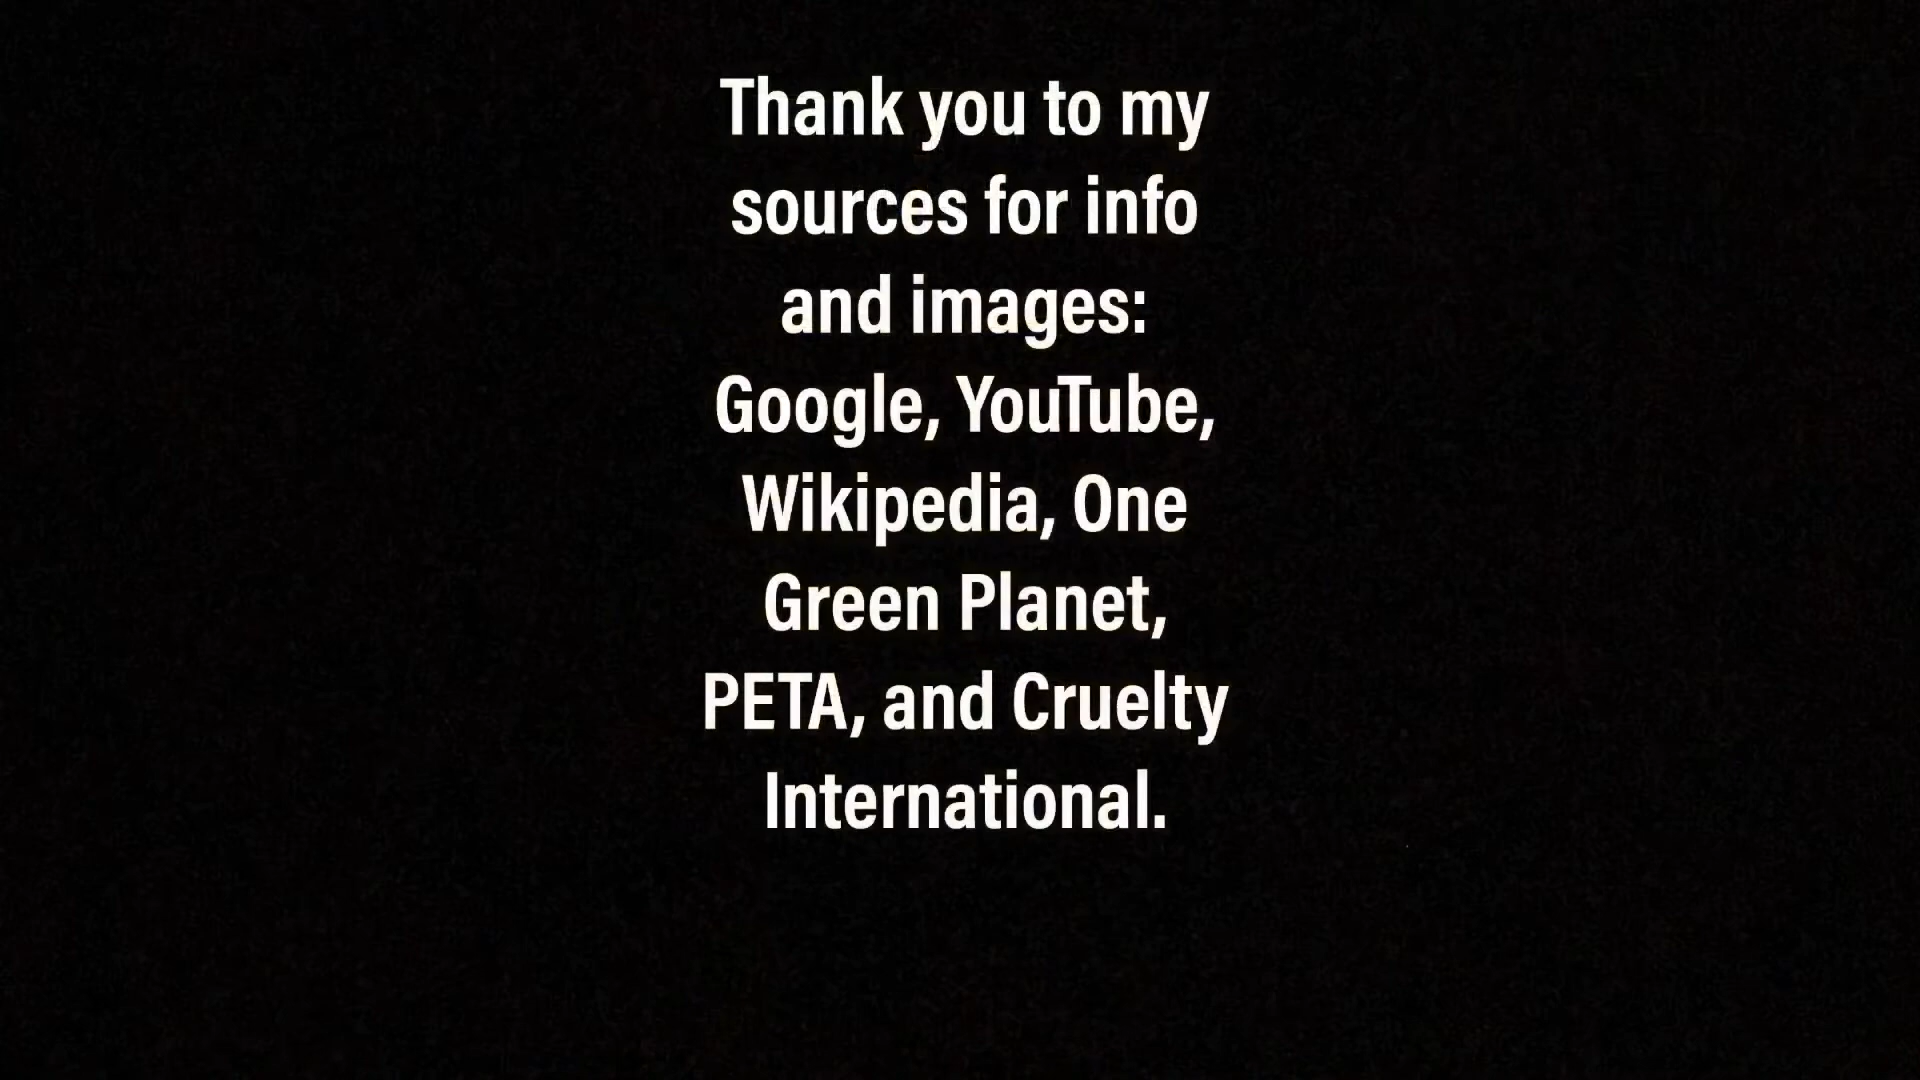 Thank you to my
sources for info
and images:
Google, YouTube,
Wikipedia, One
Green Planet,
PETA, and Cruelty
International.